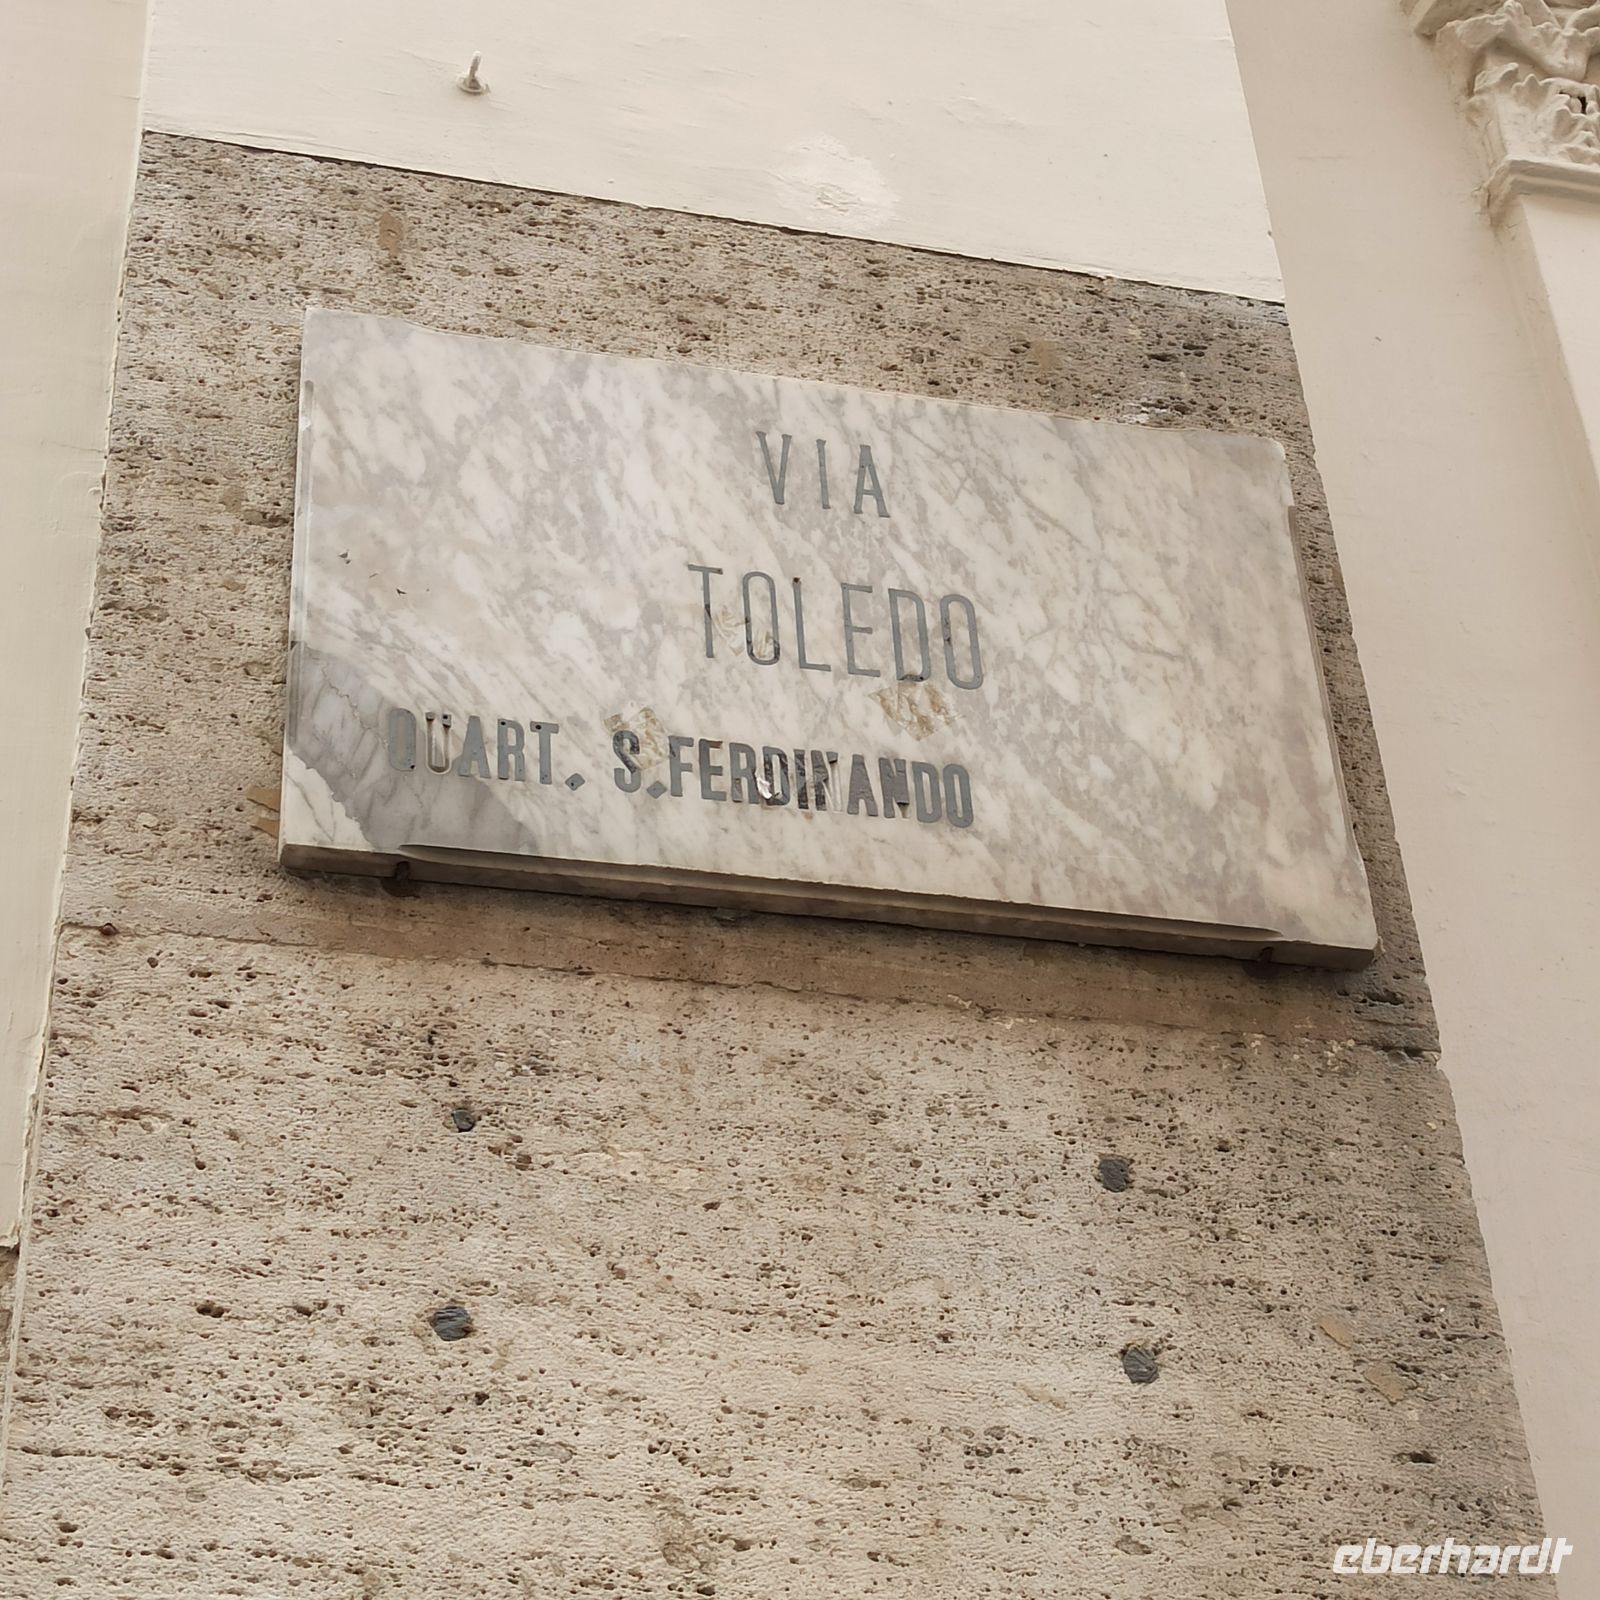 VIA
TOLEDO
QUART. S. FERDINANDO
eberhardt